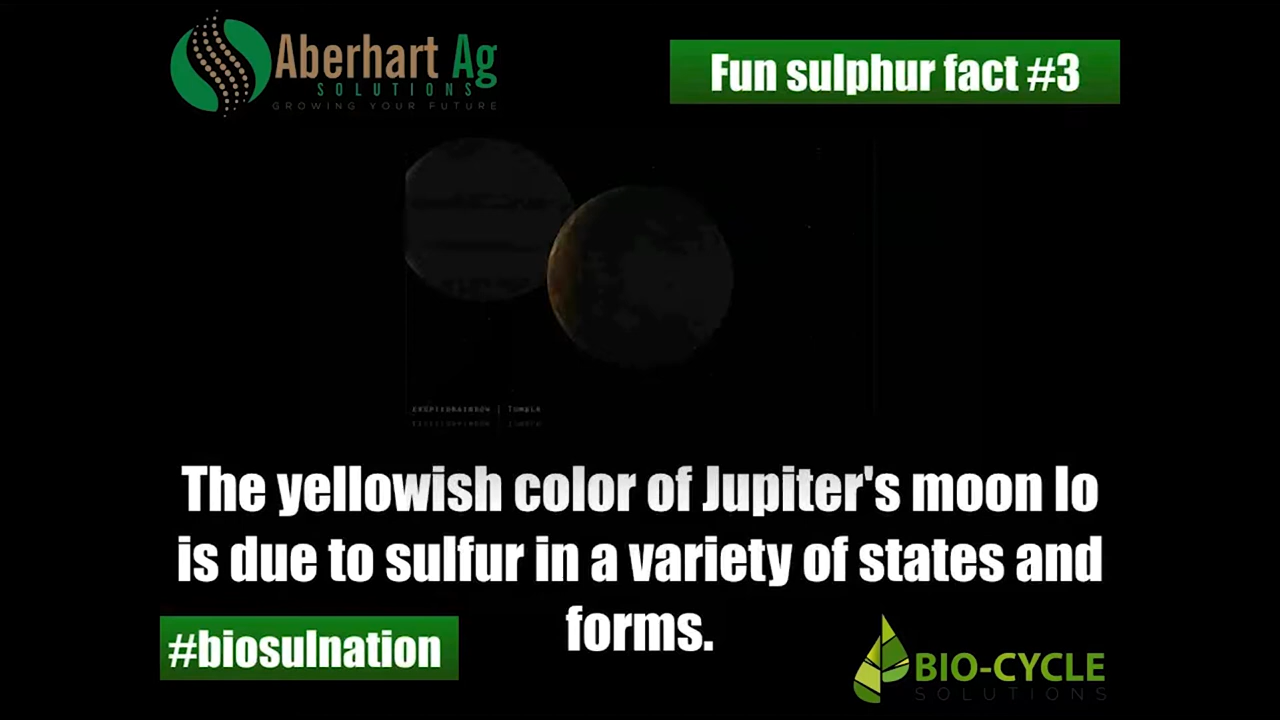 Aberhart Ag
SOLUTIONS
GROWING YOUR FUTURE
Fun sulphur fact #3
The yellowish color of Jupiter's moon Io
is due to sulfur in a variety of states and
forms.
#biosulnation
BIO-CYCLE
SOLUTIONS